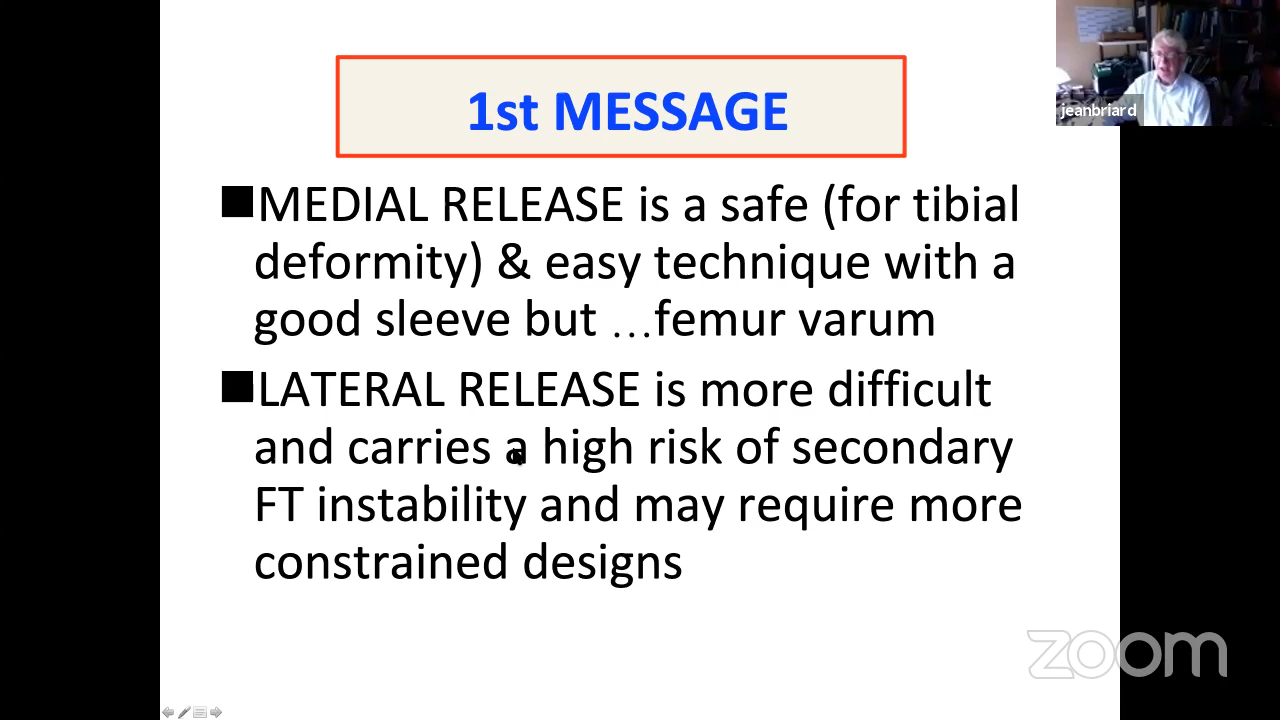 1st MESSAGE
jeanbriard
MEDIAL RELEASE is a safe (for tibial
deformity) & easy technique with a
good sleeve but ...femur varum
LATERAL RELEASE is more difficult
and carries a high risk of secondary
FT instability and may require more
constrained designs
zoom